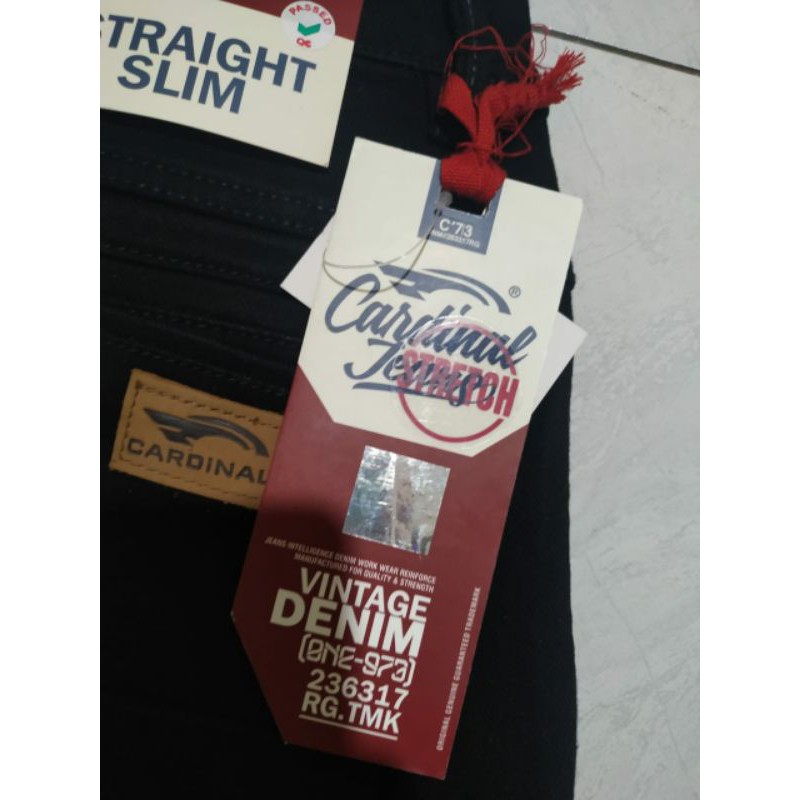 PASSED
QC
STRAIGHT
SLIM
C'73
Cardinal
Jeans
STRETCH
®
CARDINAL
JEANS INTELLIGENCE DENIM WORK WEAR REINFORCE
MANUFACTURED FOR QUALITY & STRENGTH
VINTAGE
DENIM
(ONE-973)
236317
RG.TMK
ORIGINAL GENUINE GUARANTEED TRADEMARK